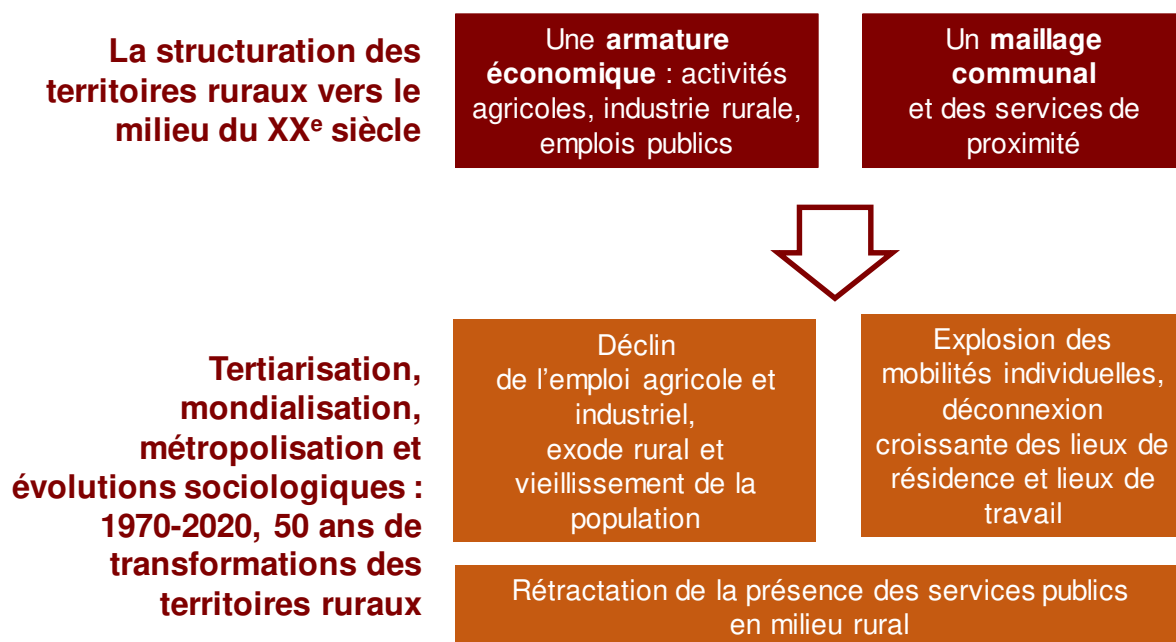 La structuration des
territoires ruraux vers le
milieu du XXᵉ siècle
Une armature
économique : activités
agricoles, industrie rurale,
emplois publics
Un maillage
communal
et des services de
proximité
Tertiarisation,
mondialisation,
métropolisation et
évolutions sociologiques :
1970-2020, 50 ans de
transformations des
territoires ruraux
Déclin
de l’emploi agricole et
industriel,
exode rural et
vieillissement de la
population
Explosion des
mobilités individuelles,
déconnexion
croissante des lieux de
résidence et lieux de
travail
Rétractation de la présence des services publics
en milieu rural